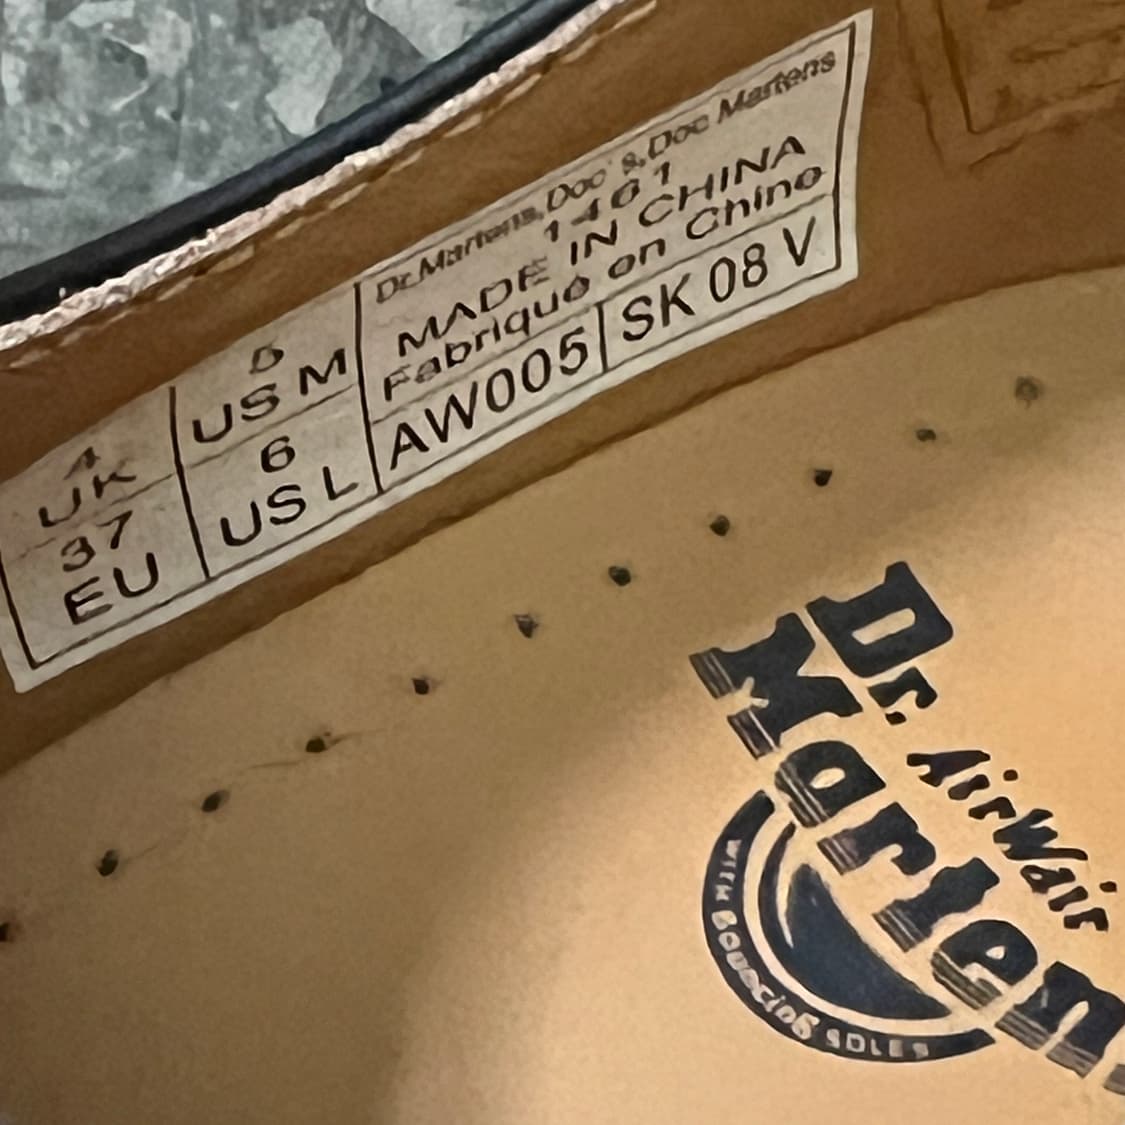 4
UK
37
EU
5
US M
6
US L
Dr.Martens,Doc's,Doc Martens
1461
MADE IN CHINA
Fabriqué en Chine
AW005 SK 08 V
Dr.
Marten
AirWair
WITH Bouncing SOLES